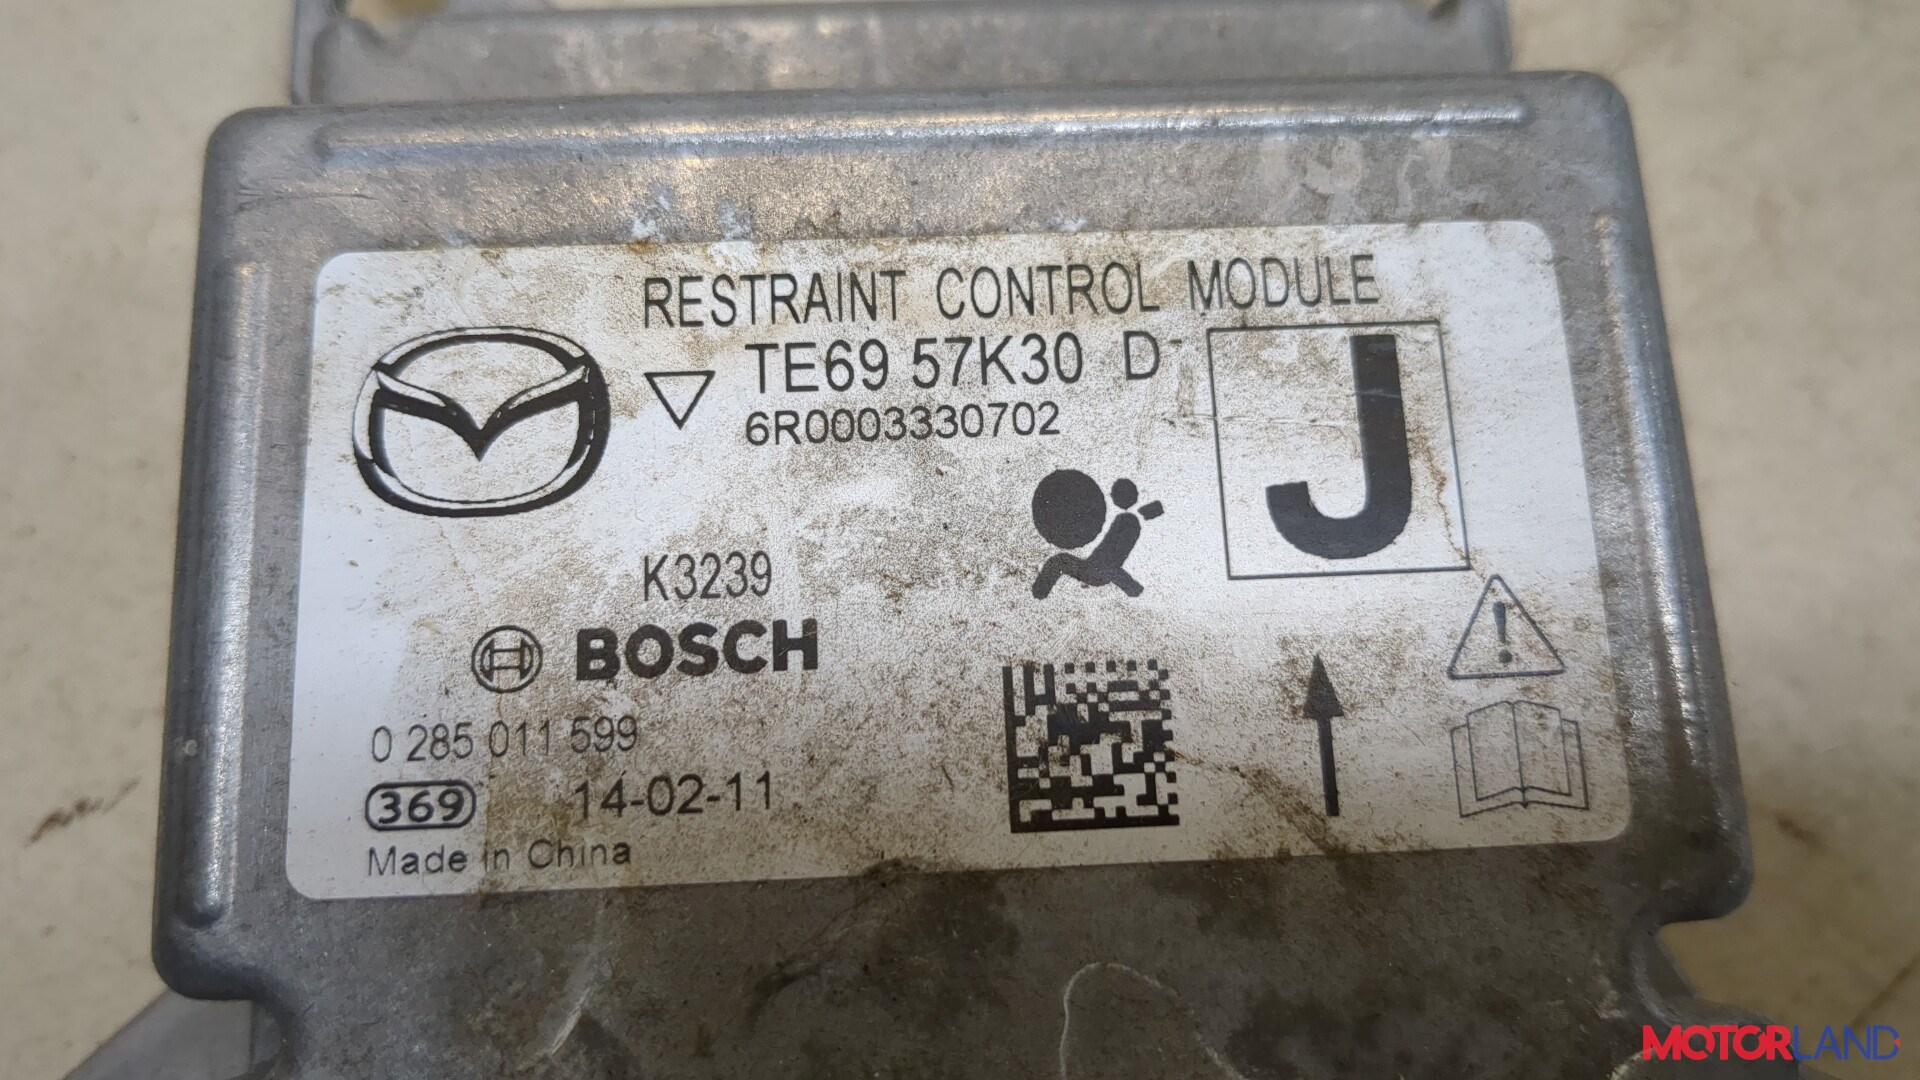 RESTRAINT CONTROL MODULE
TE69 57K30 D
6R0003330702
J
K3239
BOSCH
0 285 011 599
369 14-02-11
Made in China
MOTORLAND